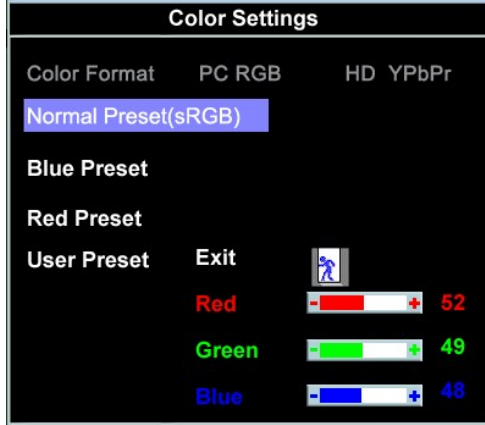 Color Settings
Color Format PC RGB HD YPbPr
Normal Preset(sRGB)
Blue Preset
Red Preset
User Preset Exit
Red - + 52
Green - + 49
Blue - + 48